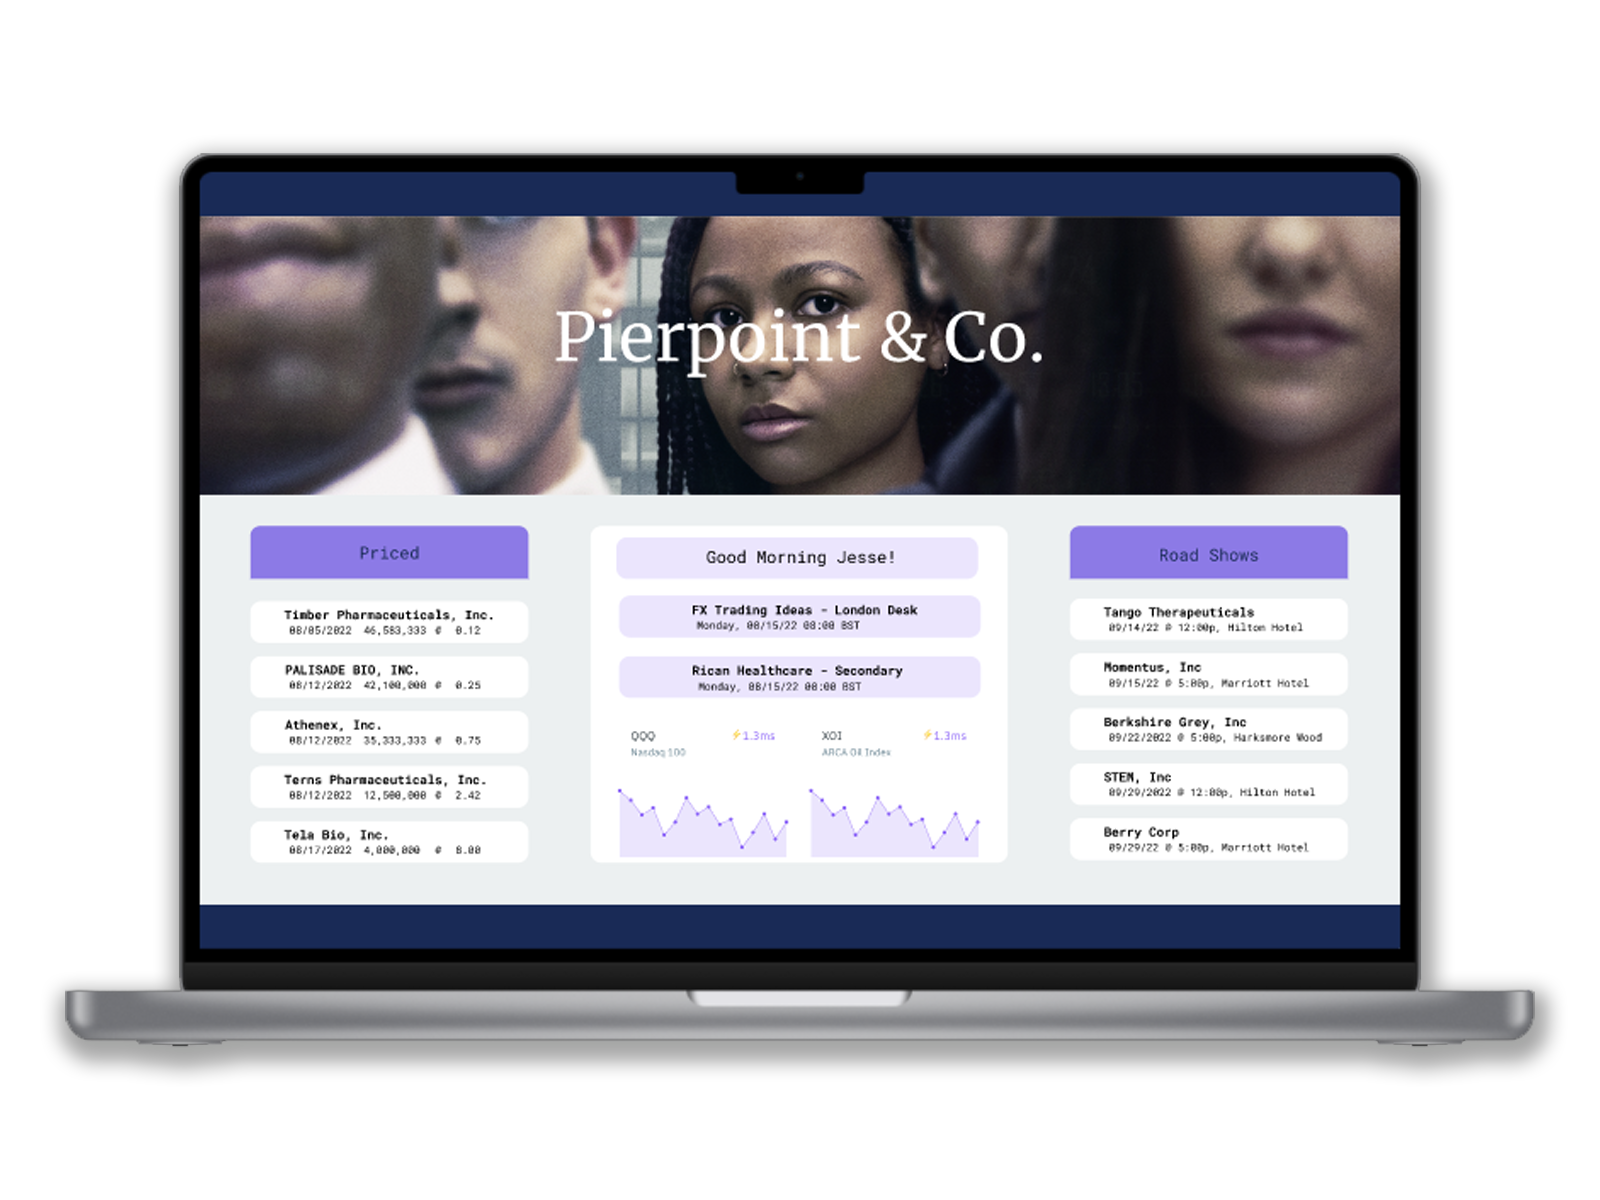 Pierpoint & Co.
Priced
Timber Pharmaceuticals, Inc.
08/05/2022 46,583,333 @ 0.12
PALISADE BIO, INC.
08/12/2022 42,100,000 @ 0.25
Athenex, Inc.
08/12/2022 35,333,333 @ 0.75
Terns Pharmaceuticals, Inc.
08/12/2022 12,500,000 @ 2.42
Tela Bio, Inc.
08/17/2022 4,000,000 @ 8.00
Good Morning Jesse!
FX Trading Ideas - London Desk
Monday, 08/15/22 08:00 BST
Rican Healthcare - Secondary
Monday, 08/15/22 08:00 BST
QQQ ⚡1.3ms
Nasdaq 100
XOI ⚡1.3ms
ARCA Oil Index
Road Shows
Tango Therapeuticals
09/14/22 @ 12:00p, Hilton Hotel
Momentus, Inc
09/15/22 @ 5:00p, Marriott Hotel
Berkshire Grey, Inc
09/22/2022 @ 5:00p, Harksmore Wood
STEM, Inc
09/29/2022 @ 12:00p, Hilton Hotel
Berry Corp
09/29/22 @ 5:00p, Marriott Hotel